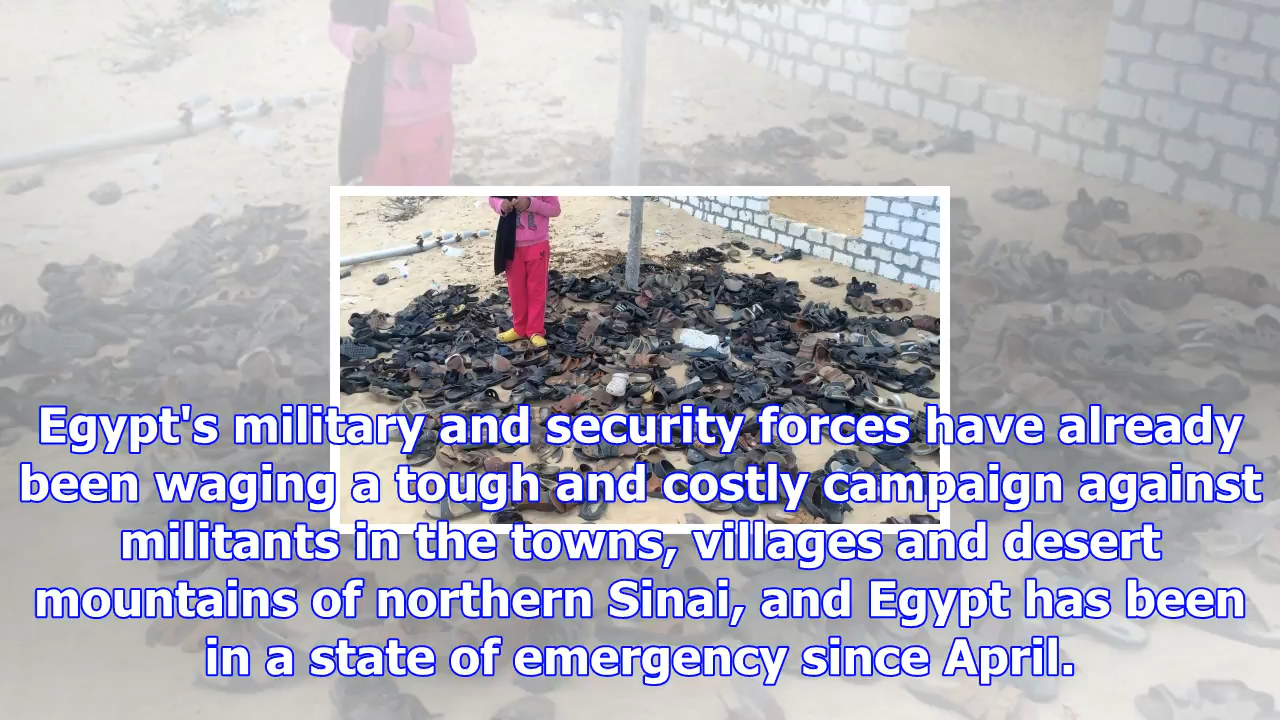 Egypt's military and security forces have already
been waging a tough and costly campaign against
militants in the towns, villages and desert
mountains of northern Sinai, and Egypt has been
in a state of emergency since April.